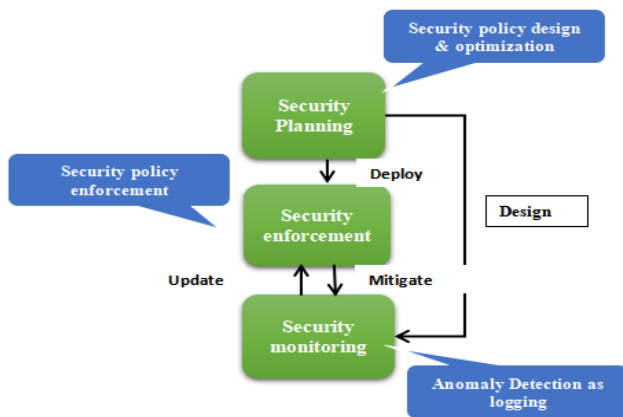 Security policy design
& optimization
Security
Planning
Deploy
Security policy
enforcement
Security
enforcement
Design
Update
Mitigate
Security
monitoring
Anomaly Detection as
logging